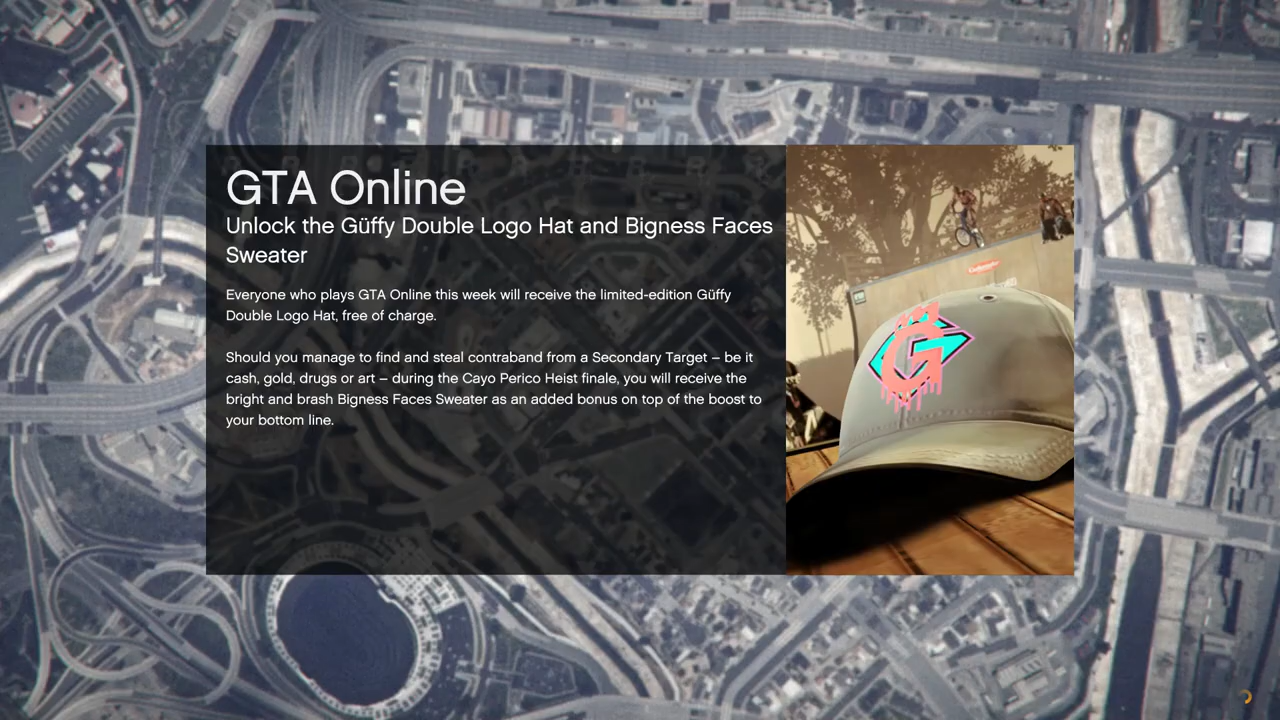 GTA Online
Unlock the Güffy Double Logo Hat and Bigness Faces
Sweater
Everyone who plays GTA Online this week will receive the limited-edition Güffy
Double Logo Hat, free of charge.
Should you manage to find and steal contraband from a Secondary Target – be it
cash, gold, drugs or art – during the Cayo Perico Heist finale, you will receive the
bright and brash Bigness Faces Sweater as an added bonus on top of the boost to
your bottom line.
G